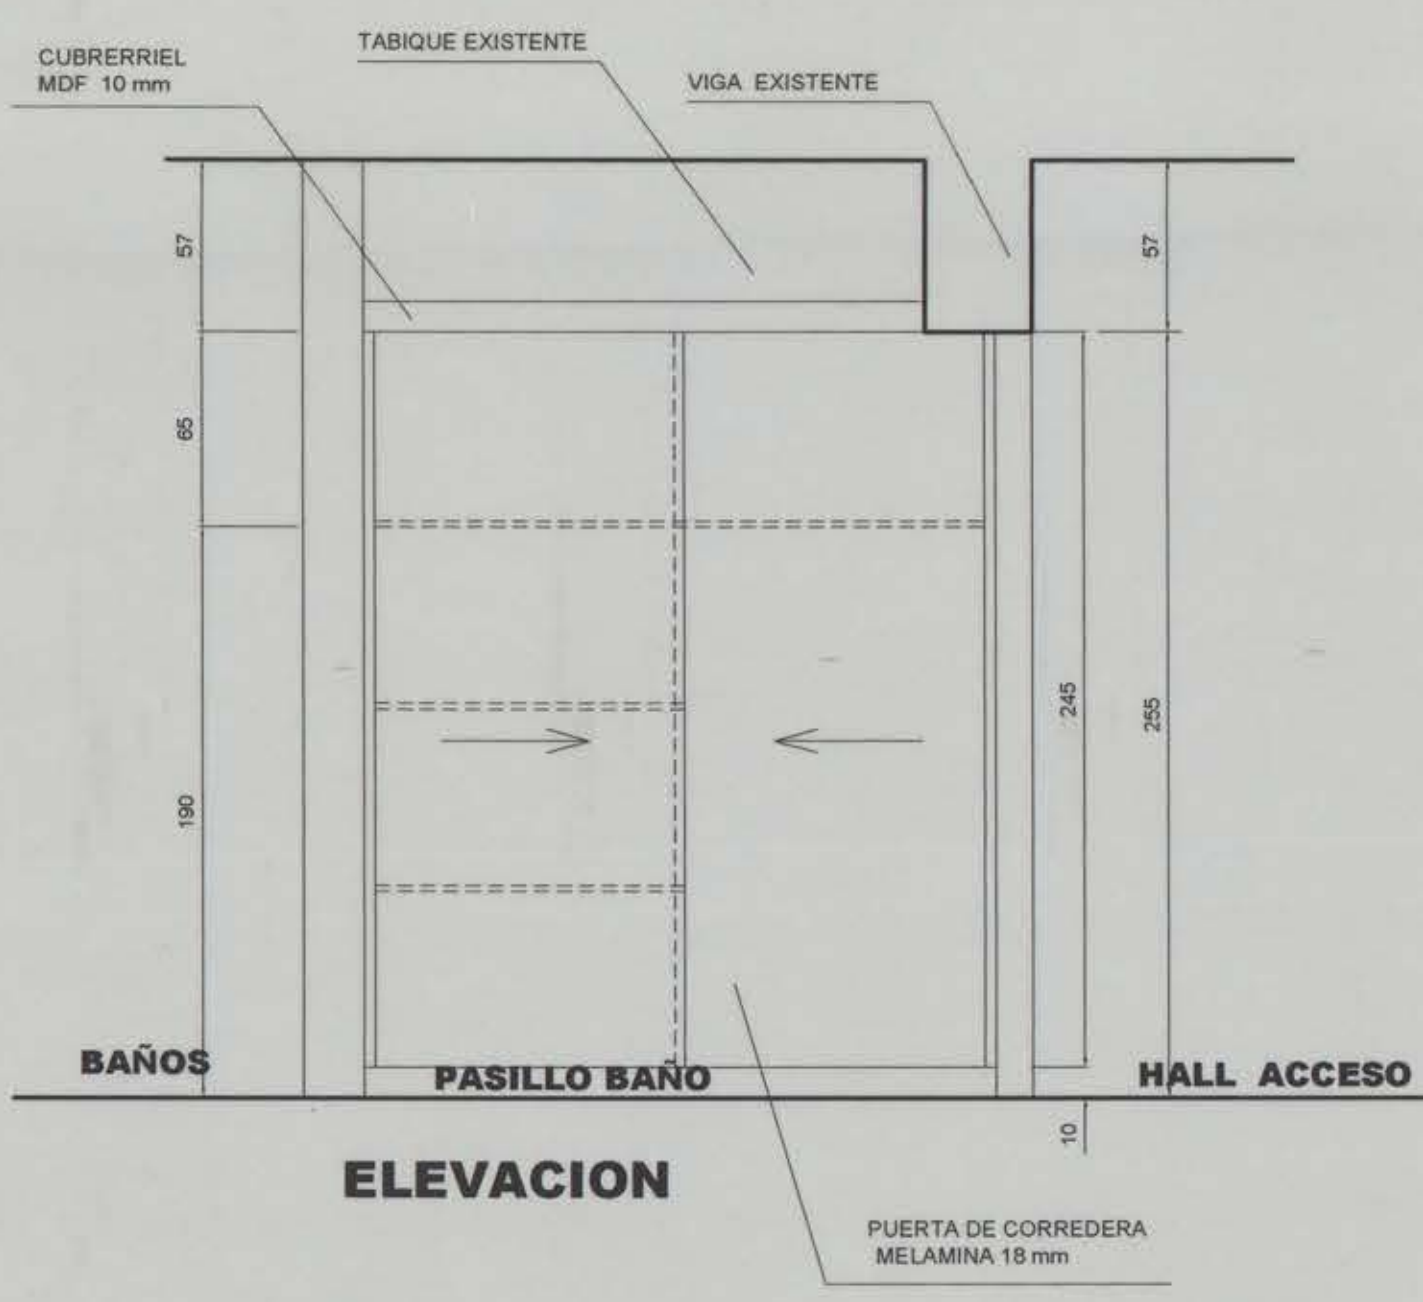 CUBRERRIEL
MDF 10 mm
TABIQUE EXISTENTE
VIGA EXISTENTE
57
57
65
190
245
255
BAÑOS
PASILLO BAÑO
HALL ACCESO
10
ELEVACION
PUERTA DE CORREDERA
MELAMINA 18 mm